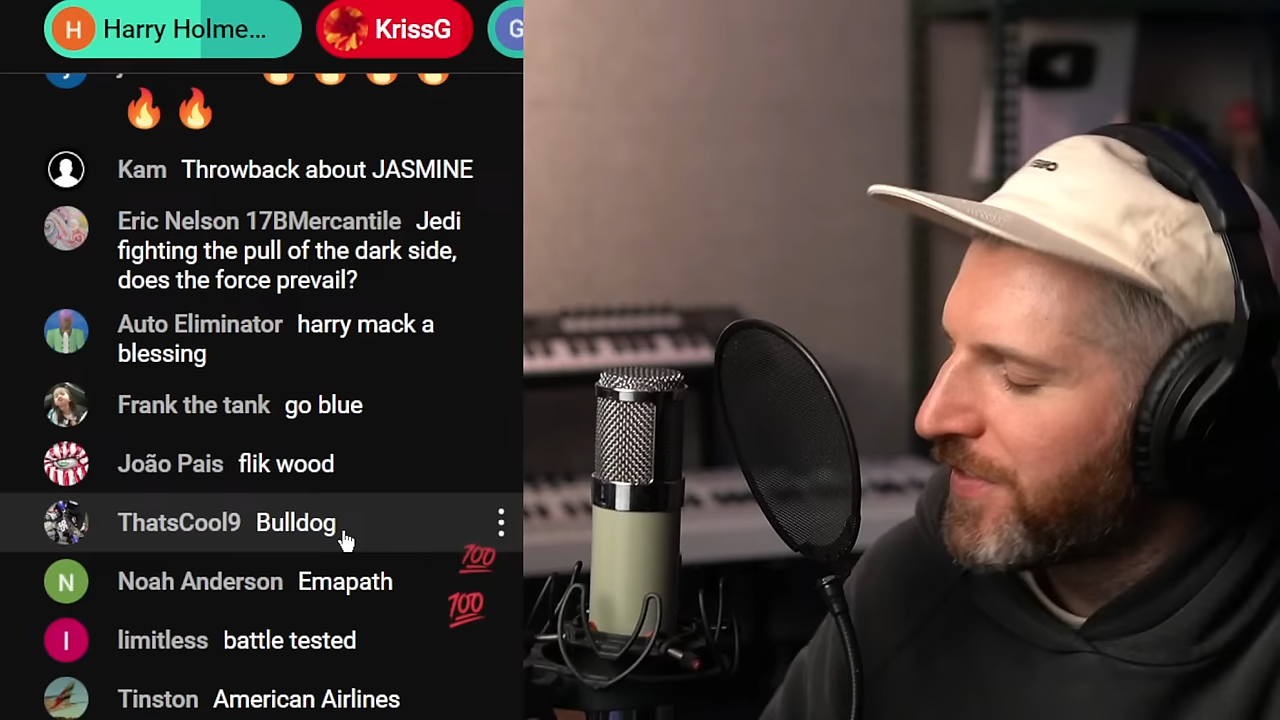 H Harry Holme...
KrissG
G
Kam Throwback about JASMINE
Eric Nelson 17BMercantile Jedi
fighting the pull of the dark side,
does the force prevail?
Auto Eliminator harry mack a
blessing
Frank the tank go blue
João Pais flik wood
ThatsCool9 Bulldog
100
N Noah Anderson Emapath
100
I limitless battle tested
Tinston American Airlines